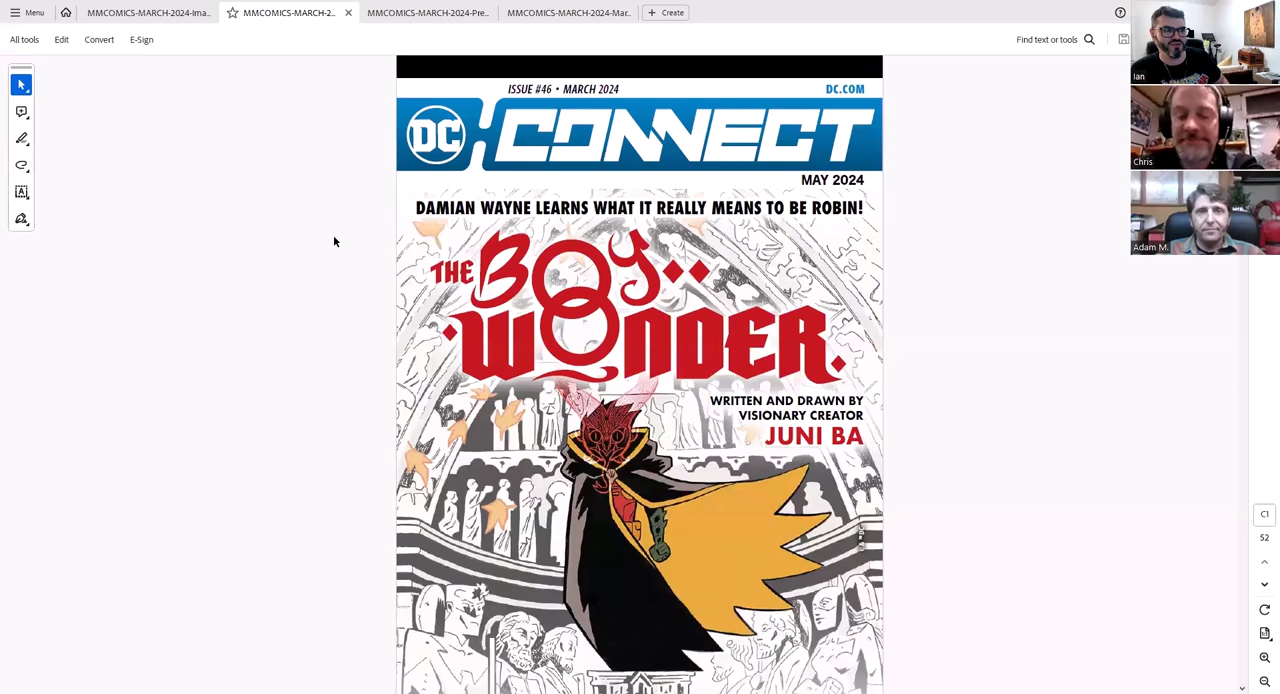 Menu
MMCOMICS-MARCH-2024-Ima...
MMCOMICS-MARCH-2...
MMCOMICS-MARCH-2024-Pre...
MMCOMICS-MARCH-2024-Mar...
+ Create
All tools
Edit
Convert
E-Sign
Find text or tools
Ian
Chris
Adam M.
ISSUE #46 • MARCH 2024
DC.COM
DC CONNECT
MAY 2024
DAMIAN WAYNE LEARNS WHAT IT REALLY MEANS TO BE ROBIN!
THE BOY
WONDER.
WRITTEN AND DRAWN BY
VISIONARY CREATOR
JUNI BA
C1
52